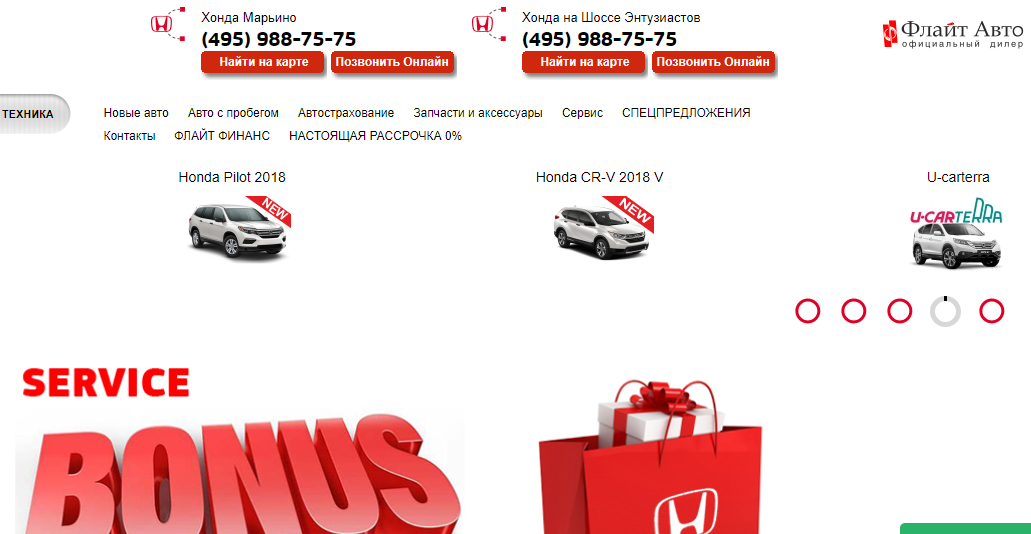 Хонда Марьино
(495) 988-75-75
Найти на карте Позвонить Онлайн
Хонда на Шоссе Энтузиастов
(495) 988-75-75
Найти на карте Позвонить Онлайн
Флайт Авто
официальный дилер
ТЕХНИКА
Новые авто Авто с пробегом Автострахование Запчасти и аксессуары Сервис СПЕЦПРЕДЛОЖЕНИЯ
Контакты ФЛАЙТ ФИНАНС НАСТОЯЩАЯ РАССРОЧКА 0%
Honda Pilot 2018
NEW
Honda CR-V 2018 V
NEW
U-carterra
U-CARTERRA
SERVICE
BONUS